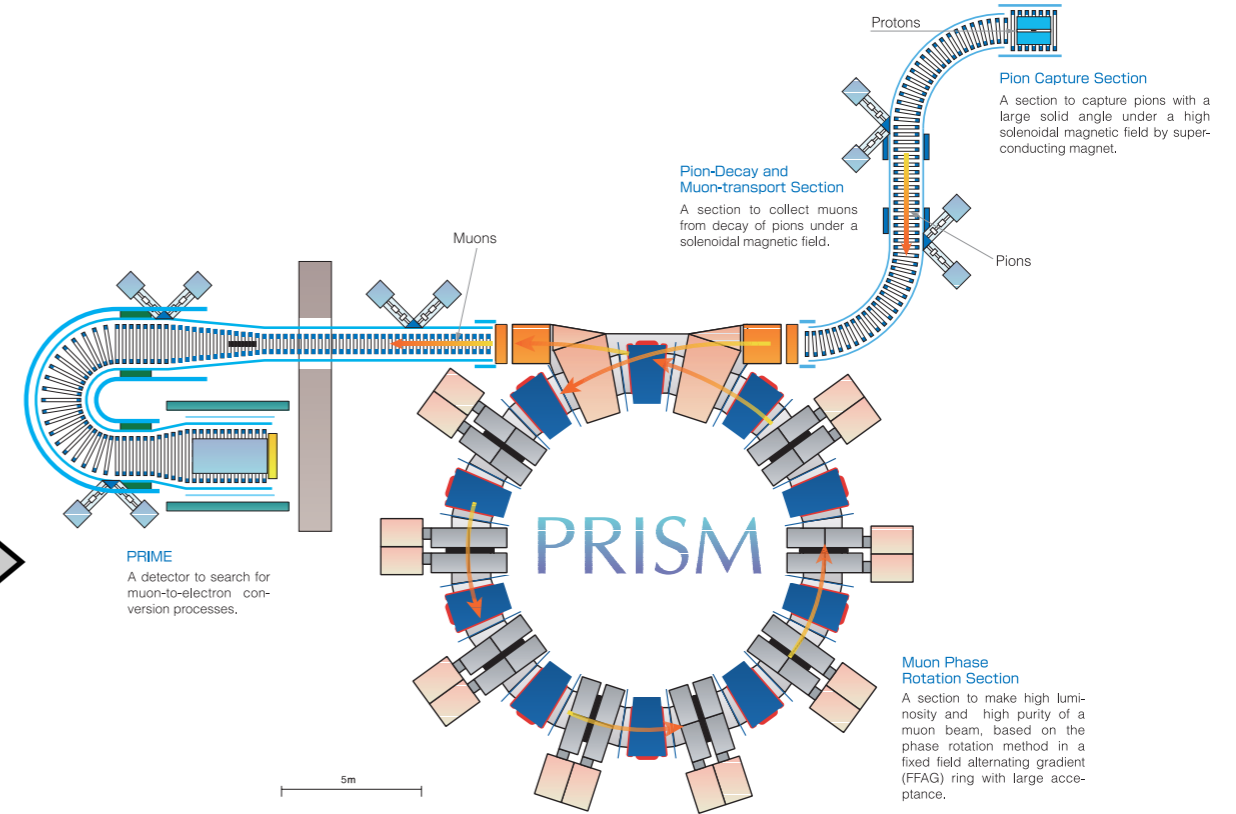 Protons
Pion Capture Section
A section to capture pions with a
large solid angle under a high
solenoidal magnetic field by super-
conducting magnet.
Pion-Decay and
Muon-transport Section
A section to collect muons
from decay of pions under a
solenoidal magnetic field.
Muons
Pions
PRISM
PRIME
A detector to search for
muon-to-electron con-
version processes.
Muon Phase
Rotation Section
A section to make high lumi-
nosity and high purity of a
muon beam, based on the
phase rotation method in a
fixed field alternating gradient
(FFAG) ring with large acce-
ptance.
5m